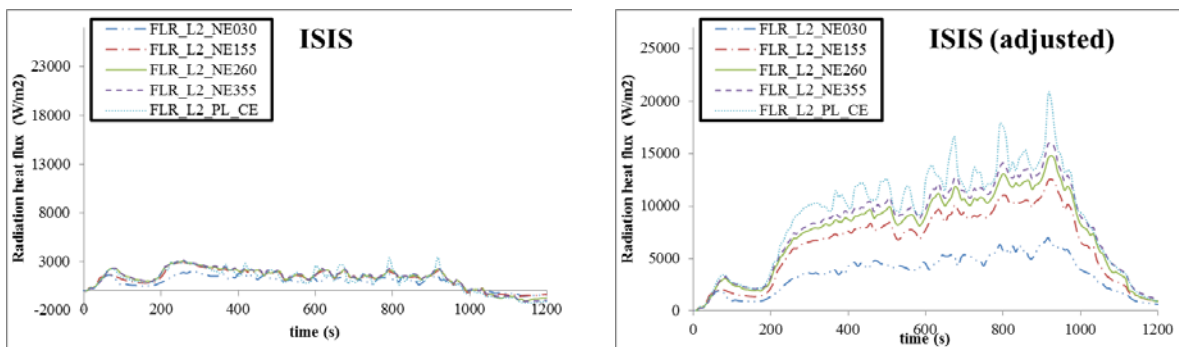 ISIS
FLR_L2_NE030
FLR_L2_NE155
FLR_L2_NE260
FLR_L2_NE355
FLR_L2_PL_CE
Radiation heat flux (W/m2)
23000
18000
13000
8000
3000
-2000
0 200 400 600 800 1000 1200
time (s)
ISIS (adjusted)
FLR_L2_NE030
FLR_L2_NE155
FLR_L2_NE260
FLR_L2_NE355
FLR_L2_PL_CE
Radiation heat flux (W/m2)
25000
20000
15000
10000
5000
0
0 200 400 600 800 1000 1200
time (s)